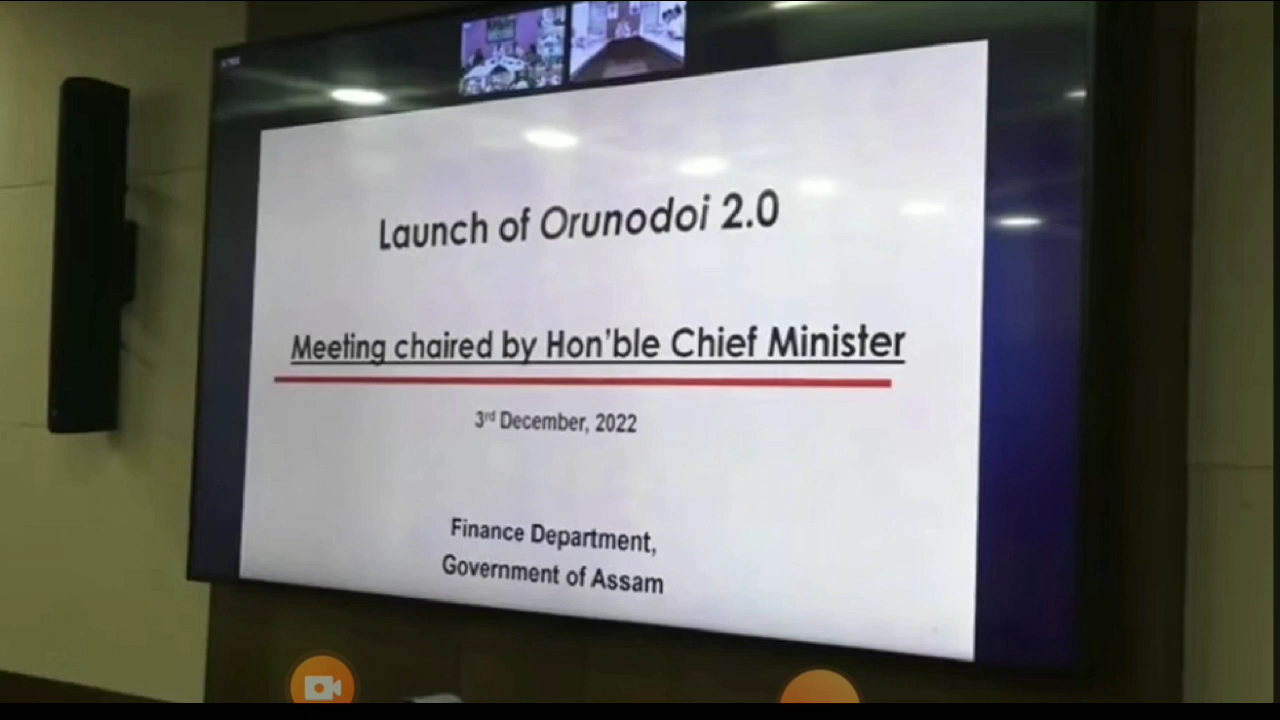 Launch of Orunodoi 2.0
Meeting chaired by Hon'ble Chief Minister
3rd December, 2022
Finance Department,
Government of Assam